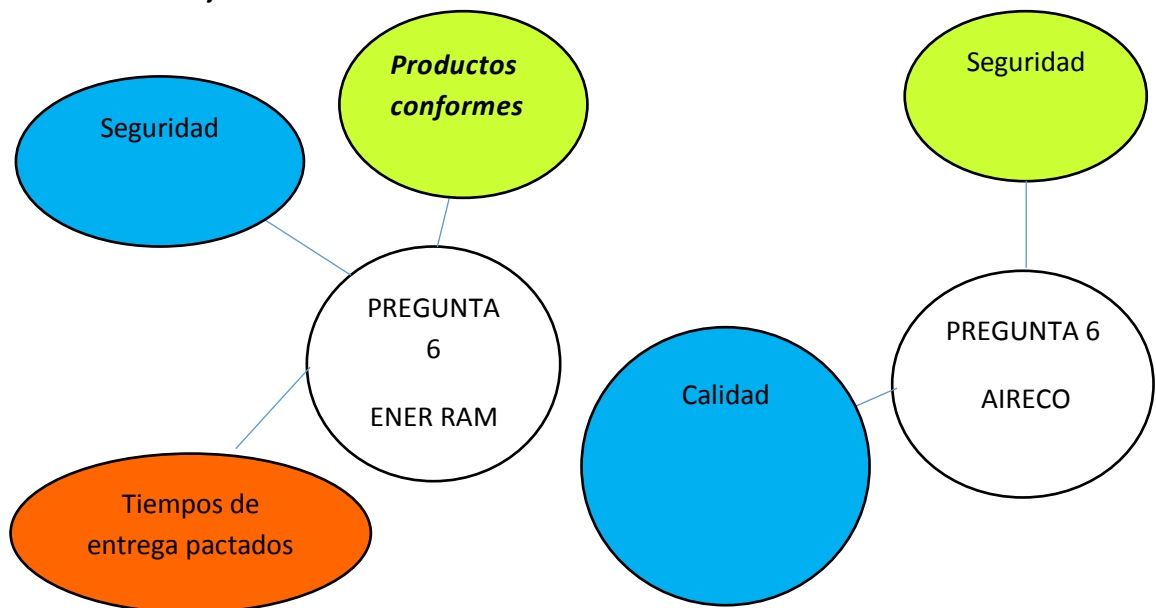 Productos
conformes
Seguridad
PREGUNTA
6
ENER RAM
Tiempos de
entrega pactados
Seguridad
PREGUNTA 6
AIRECO
Calidad